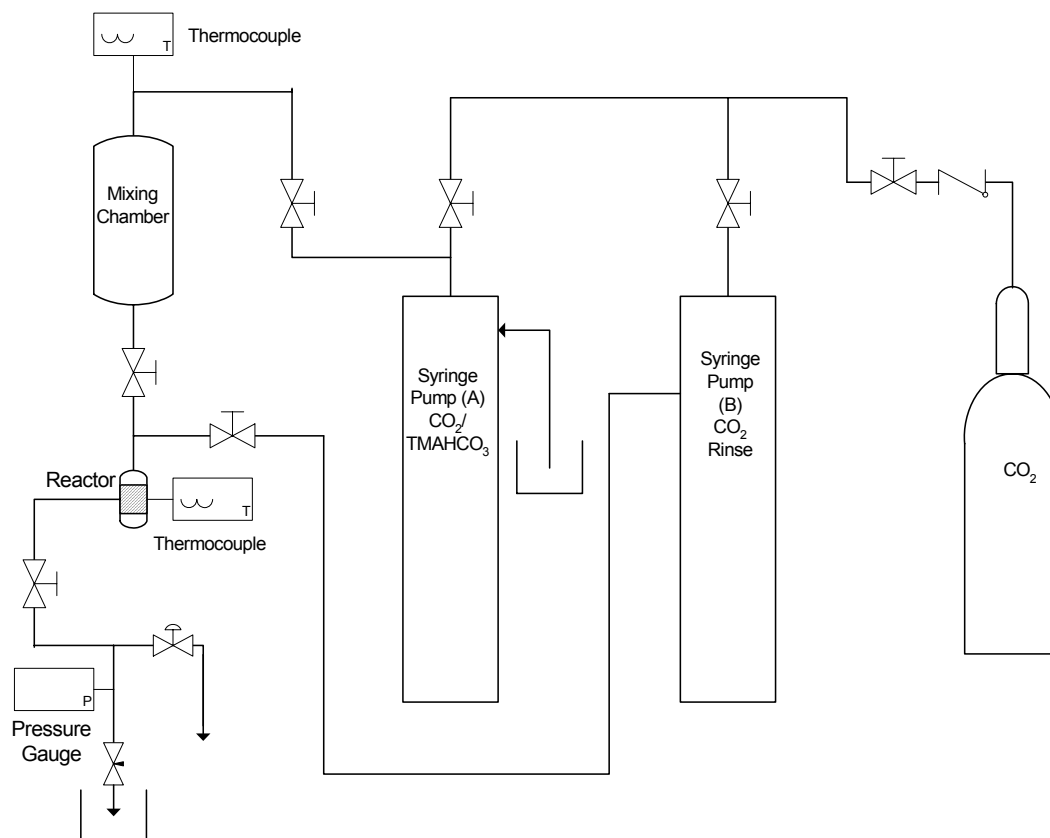 T
Thermocouple
Mixing
Chamber
Syringe
Pump (A)
CO₂/
TMAHCO₃
Syringe
Pump
(B)
CO₂
Rinse
CO₂
Reactor
T
Thermocouple
P
Pressure
Gauge